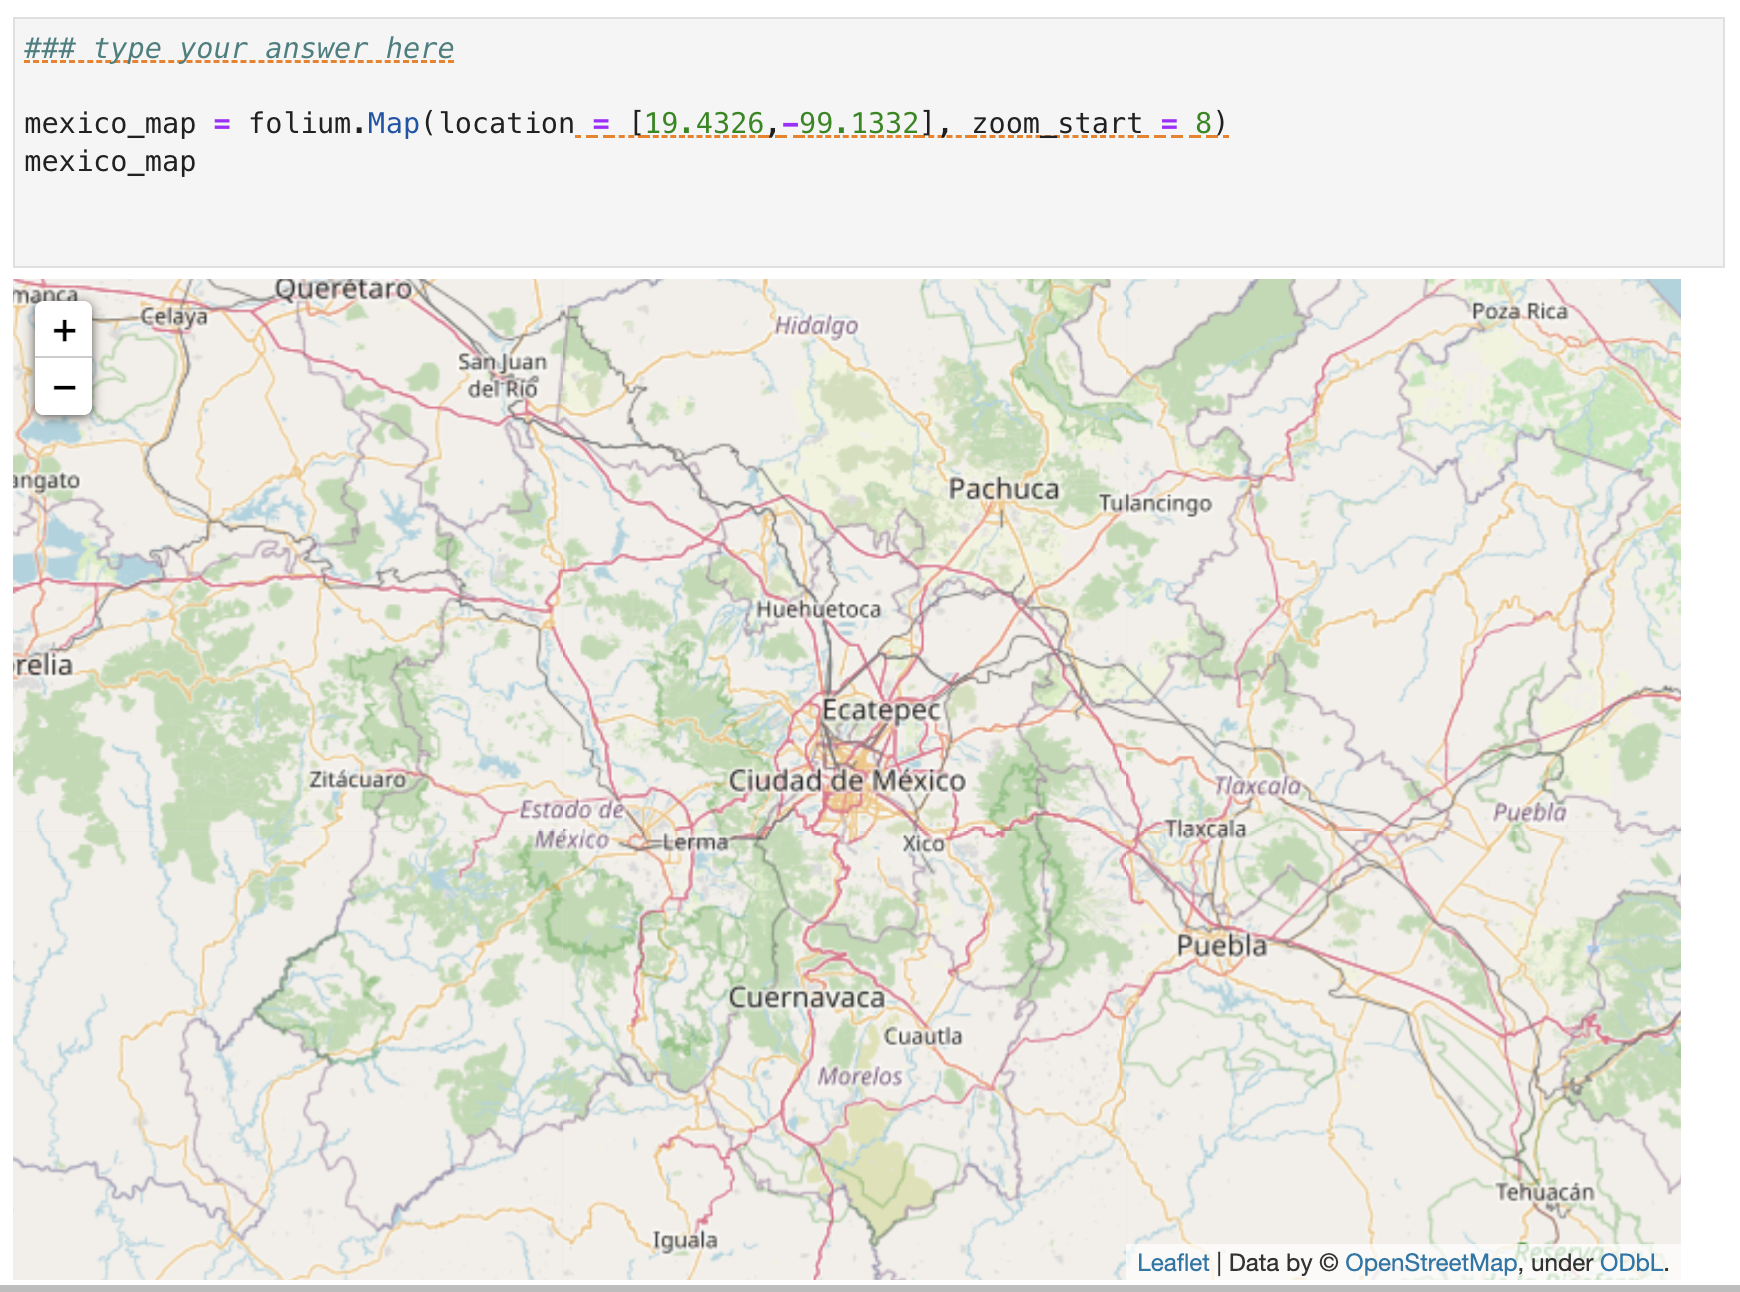 ### type your answer here
mexico_map = folium.Map(location = [19.4326,-99.1332], zoom_start = 8)
mexico_map
manca
Querétaro
Celaya
+
−
Hidalgo
Poza Rica
San Juan
del Río
angato
Pachuca
Tulancingo
Huehuetoca
relia
Ecatepec
Zitácuaro
Ciudad de México
Tlaxcala
Estado de
México
Puebla
Lerma
Xico
Tlaxcala
Puebla
Cuernavaca
Cuautla
Morelos
Tehuacán
Iguala
Reserva
Leaflet | Data by © OpenStreetMap, under ODbL.